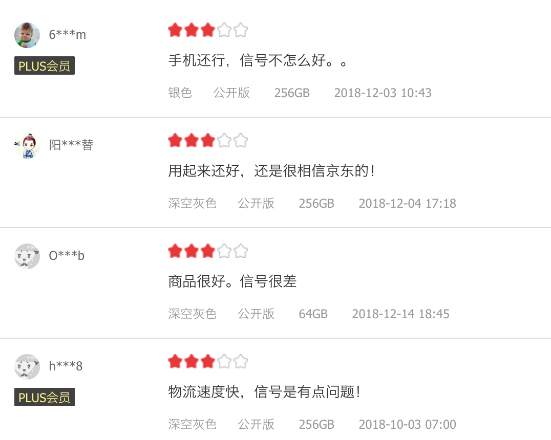 6***m
PLUS会员
手机还行，信号不怎么好。。
银色 公开版 256GB 2018-12-03 10:43
阳***替
用起来还好，还是很相信京东的！
深空灰色 公开版 256GB 2018-12-04 17:18
O***b
商品很好。信号很差
深空灰色 公开版 64GB 2018-12-14 18:45
h***8
PLUS会员
物流速度快，信号是有点问题！
深空灰色 公开版 256GB 2018-10-03 07:00